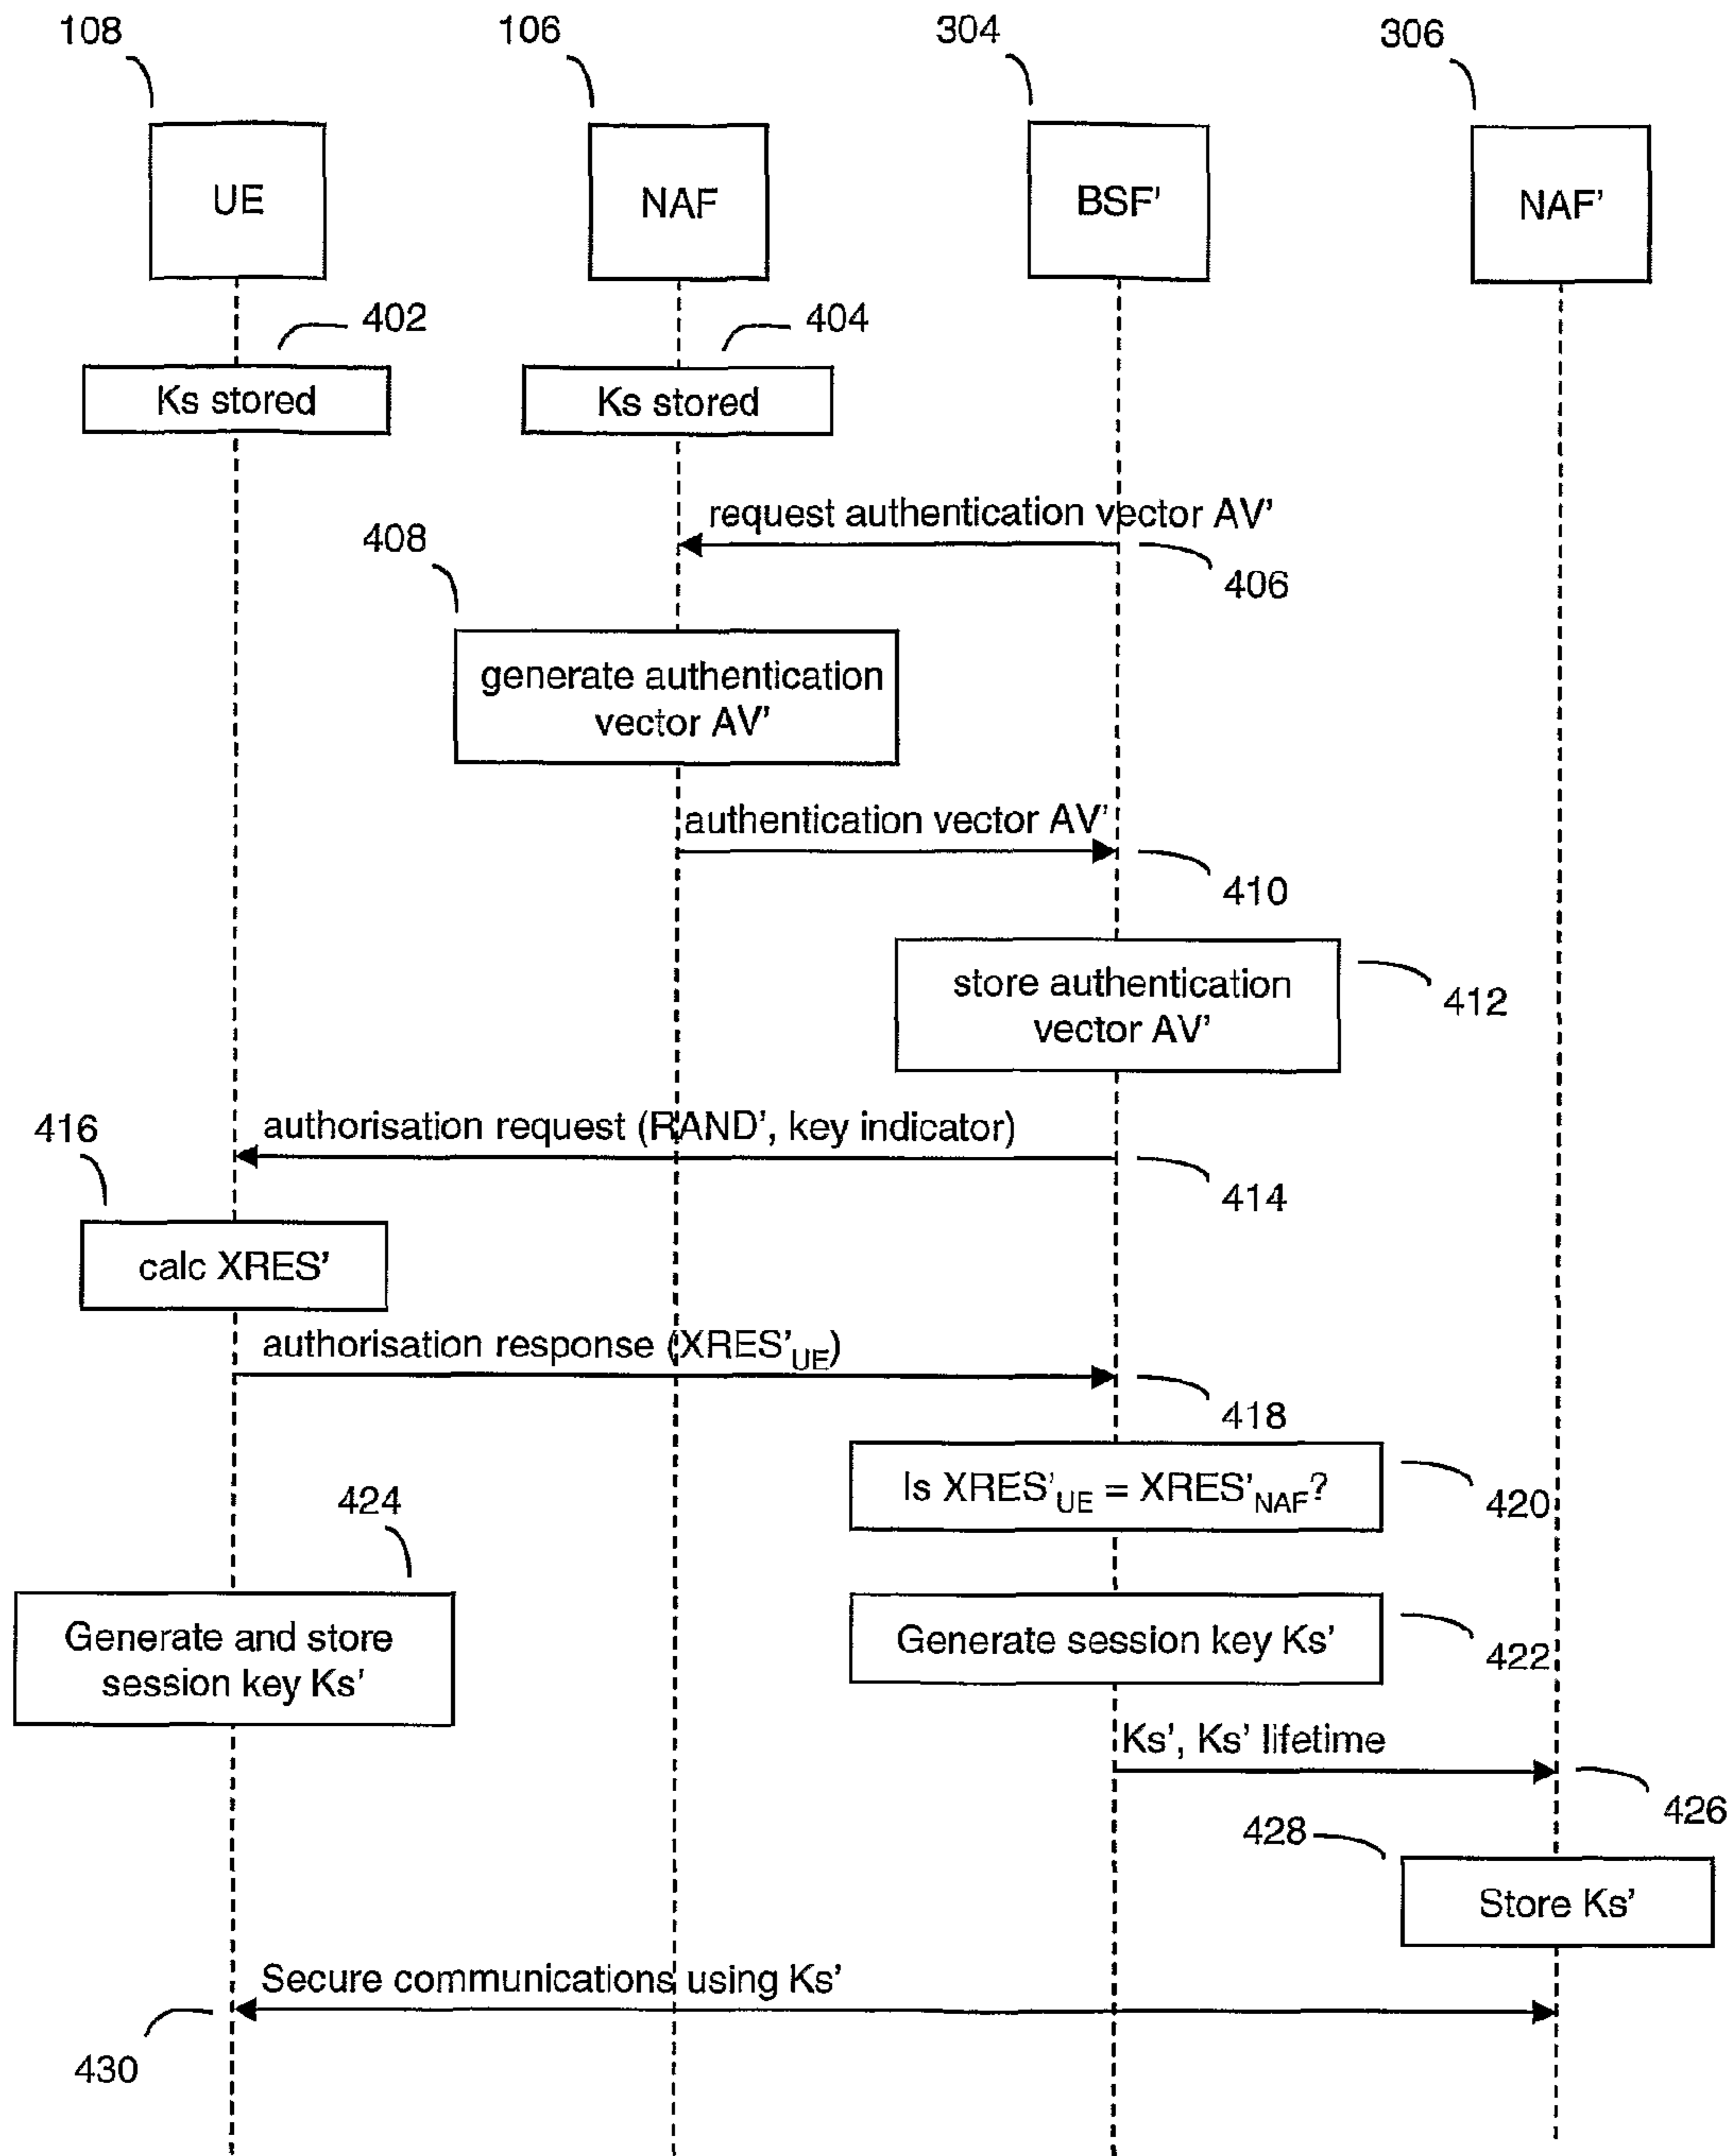 108 106 304 306
UE NAF BSF' NAF'
402 404
Ks stored Ks stored
request authentication vector AV'
408
406
generate authentication
vector AV'
authentication vector AV'
410
store authentication
vector AV'
412
authorisation request (RAND', key indicator)
416
414
calc XRES'
authorisation response (XRES'UE)
418
Is XRES'UE = XRES'NAF?
420
424
Generate and store
session key Ks'
Generate session key Ks'
422
Ks', Ks' lifetime
426
428
Store Ks'
Secure communications using Ks'
430